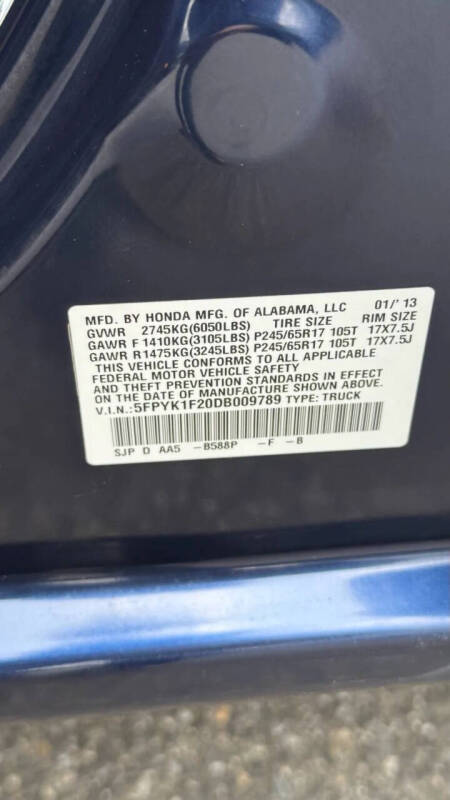 MFD. BY HONDA MFG. OF ALABAMA, LLC 01/'13
GVWR 2745KG(6050LBS) TIRE SIZE RIM SIZE
GAWR F 1410KG(3105LBS) P245/65R17 105T 17X7.5J
GAWR R1475KG(3245LBS) P245/65R17 105T 17X7.5J
THIS VEHICLE CONFORMS TO ALL APPLICABLE
FEDERAL MOTOR VEHICLE SAFETY
AND THEFT PREVENTION STANDARDS IN EFFECT
ON THE DATE OF MANUFACTURE SHOWN ABOVE.
V.I.N.:5FPYK1F20DB009789 TYPE:TRUCK
SJP D AA5 -B588P -F -B